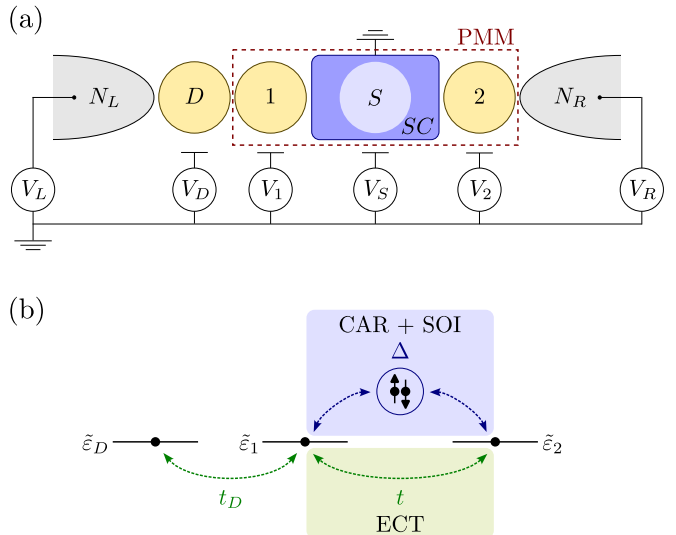 (a)
PMM
N_L D 1 S 2 N_R
SC
V_L V_D V_1 V_S V_2 V_R
(b)
CAR + SOI
Δ
ε̃_D ε̃_1 ε̃_2
t_D t
ECT